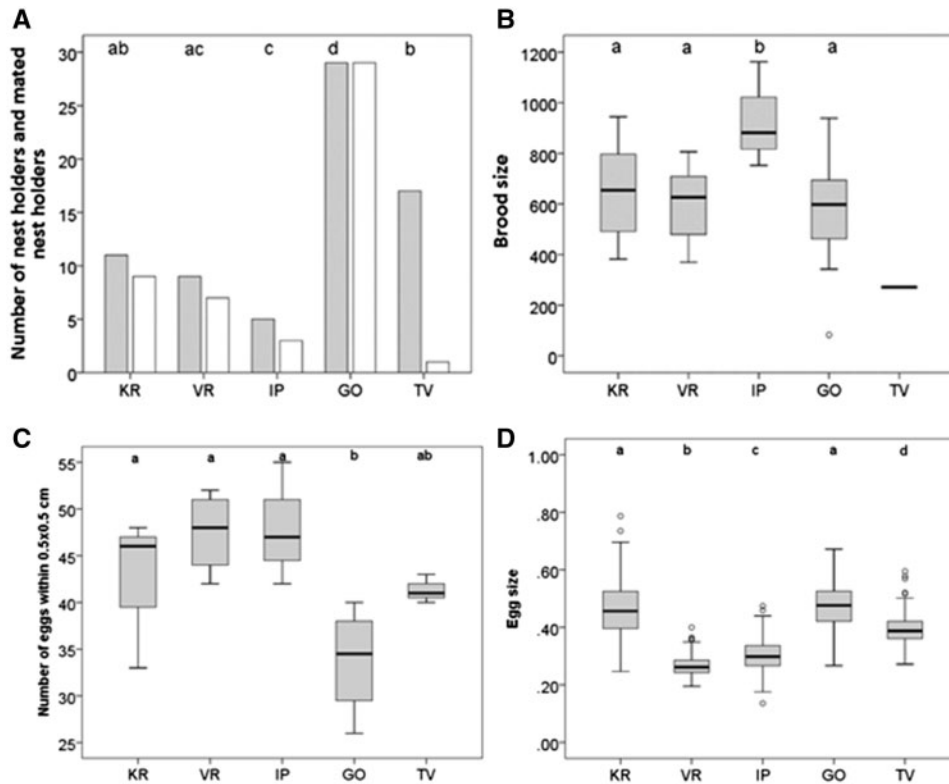 A
Number of nest holders and mated
nest holders
30
25
20
15
10
5
0
ab ac c d b
KR VR IP GO TV
B
Brood size
1200
1000
800
600
400
200
0
a a b a
KR VR IP GO TV
C
Number of eggs within 0.5x0.5 cm
55
50
45
40
35
30
25
a a a b ab
KR VR IP GO TV
D
Egg size
1.00
.80
.60
.40
.20
.00
a b c a d
KR VR IP GO TV